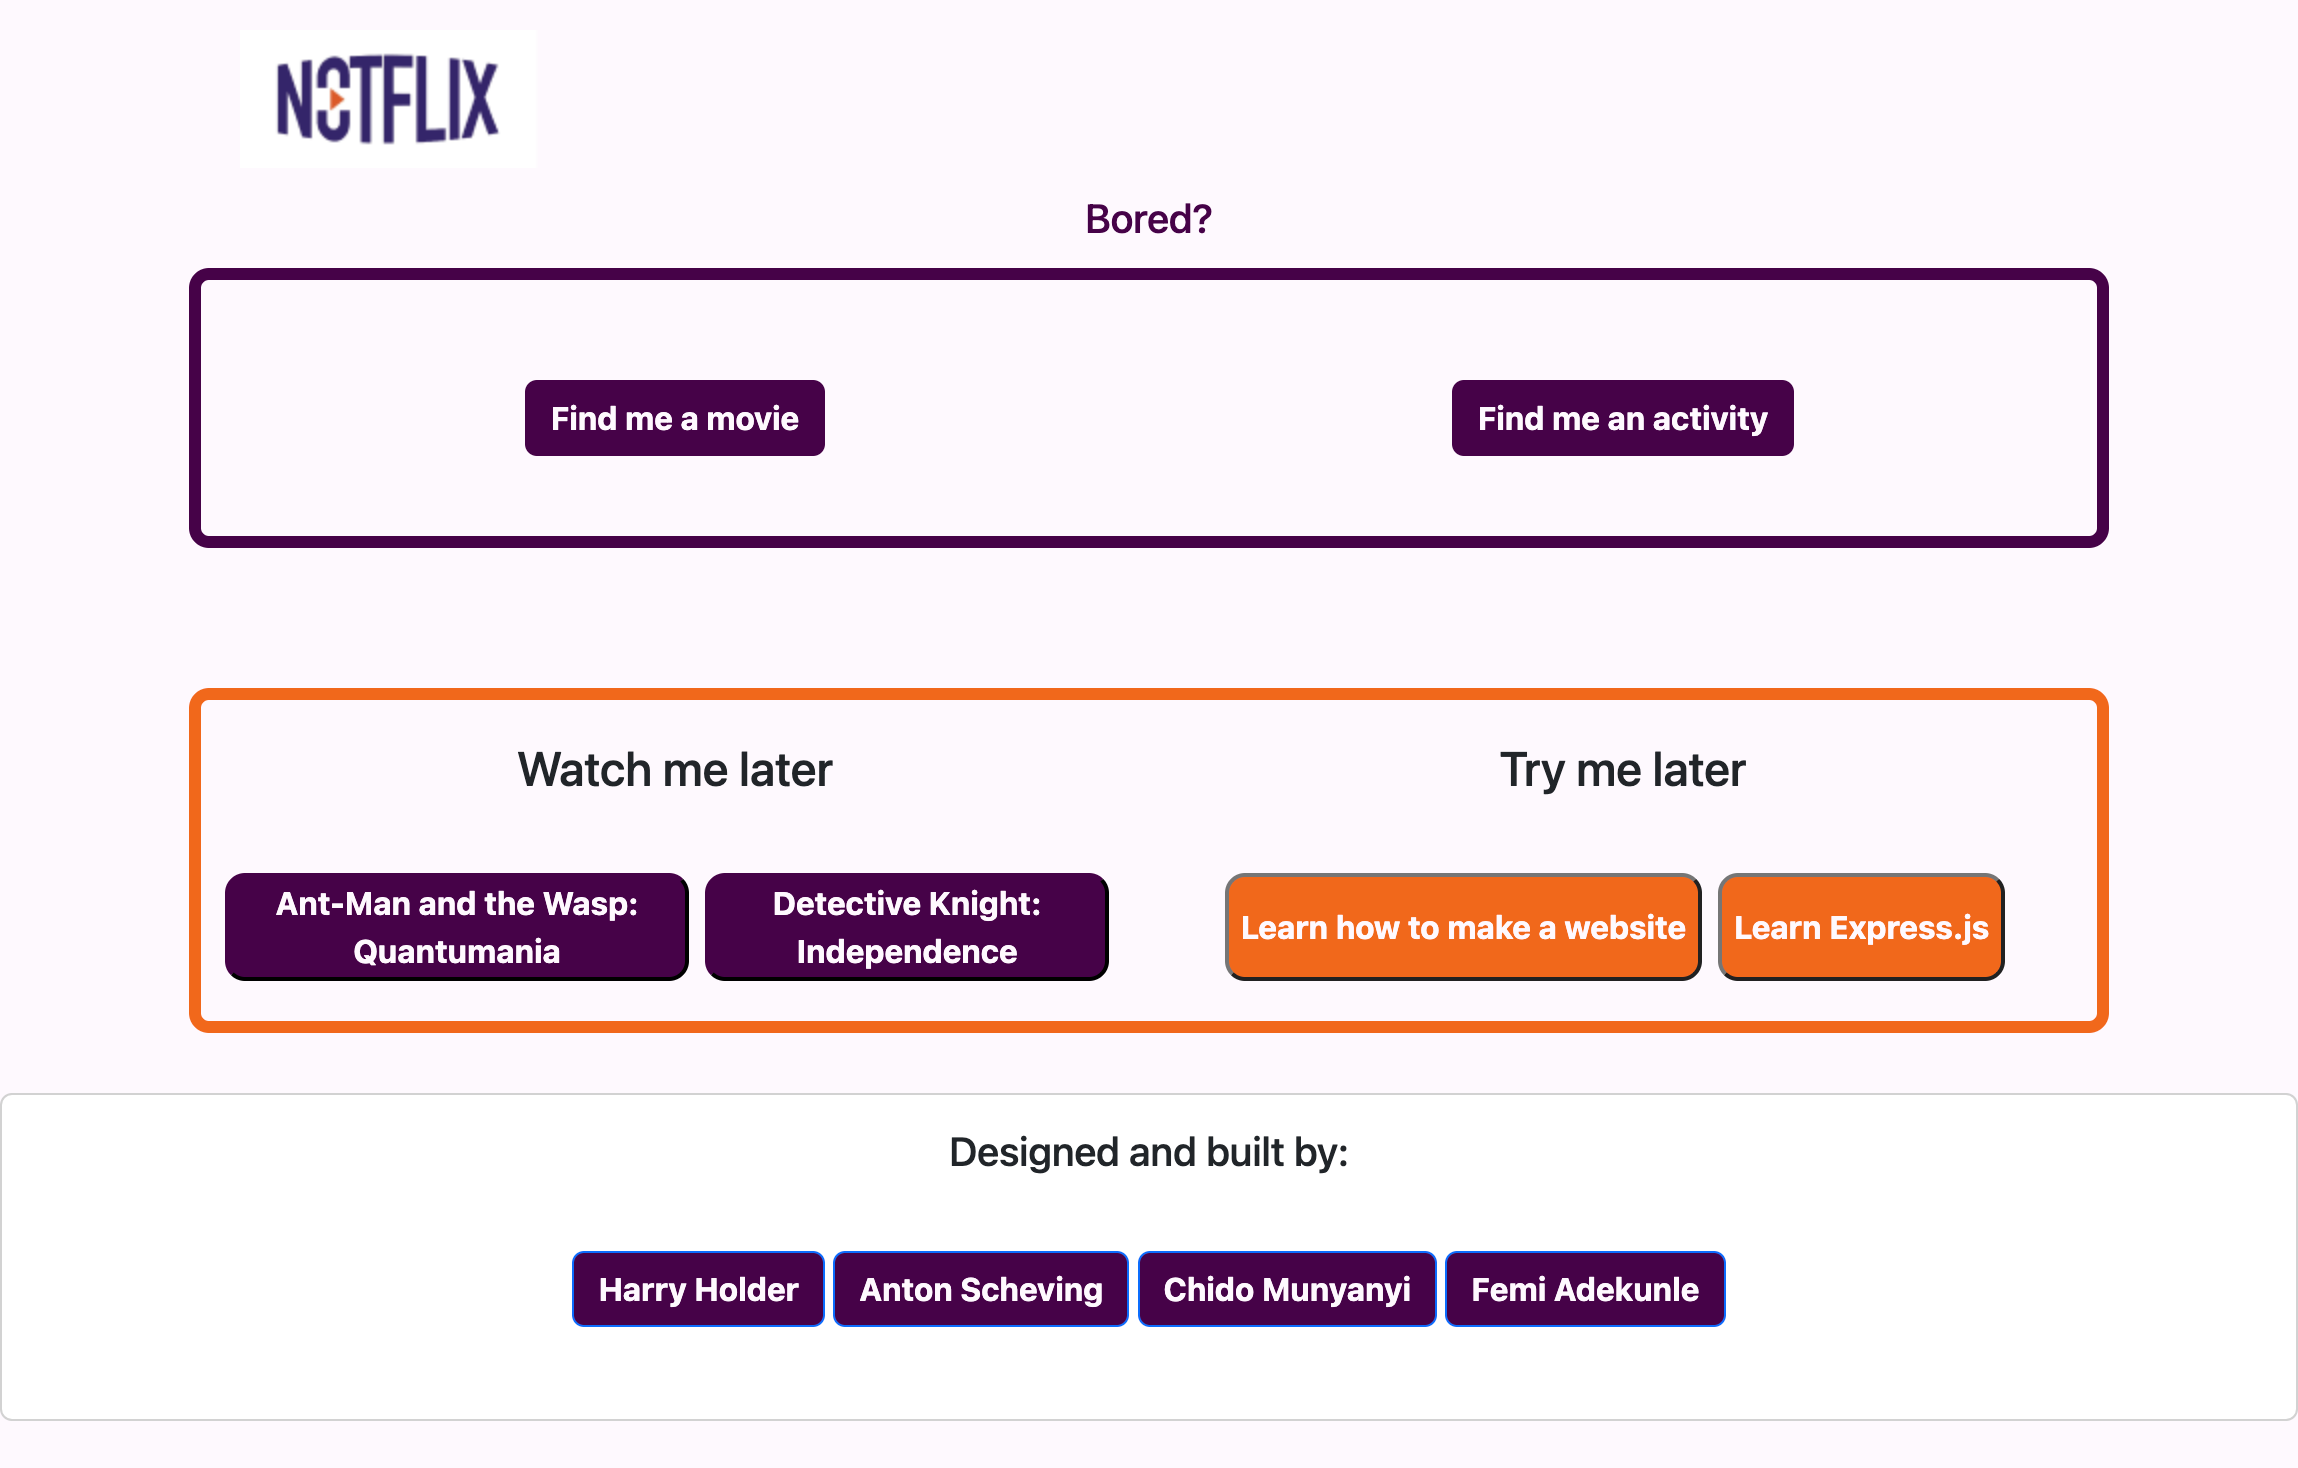 NOTFLIX
Bored?
Find me a movie
Find me an activity
Watch me later
Try me later
Ant-Man and the Wasp:
Quantumania
Detective Knight:
Independence
Learn how to make a website
Learn Express.js
Designed and built by:
Harry Holder
Anton Scheving
Chido Munyanyi
Femi Adekunle